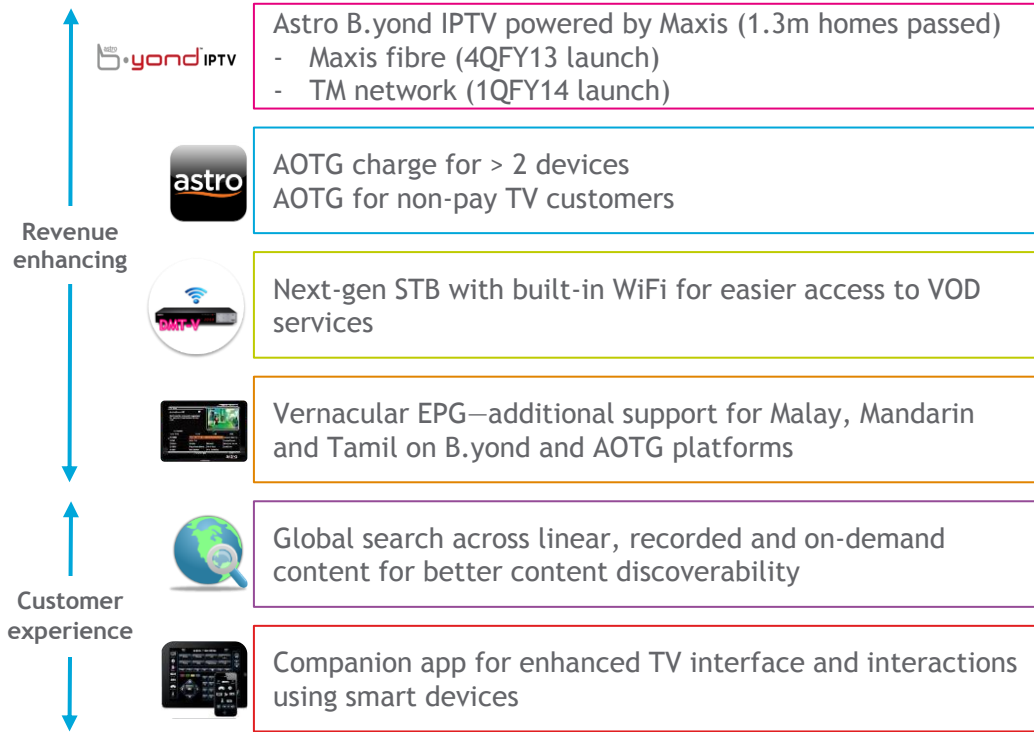 astro
b.yond IPTV
Astro B.yond IPTV powered by Maxis (1.3m homes passed)
- Maxis fibre (4QFY13 launch)
- TM network (1QFY14 launch)
astro
AOTG charge for > 2 devices
AOTG for non-pay TV customers
Revenue
enhancing
DMT-V
Next-gen STB with built-in WiFi for easier access to VOD
services
Vernacular EPG—additional support for Malay, Mandarin
and Tamil on B.yond and AOTG platforms
Global search across linear, recorded and on-demand
content for better content discoverability
Customer
experience
Companion app for enhanced TV interface and interactions
using smart devices